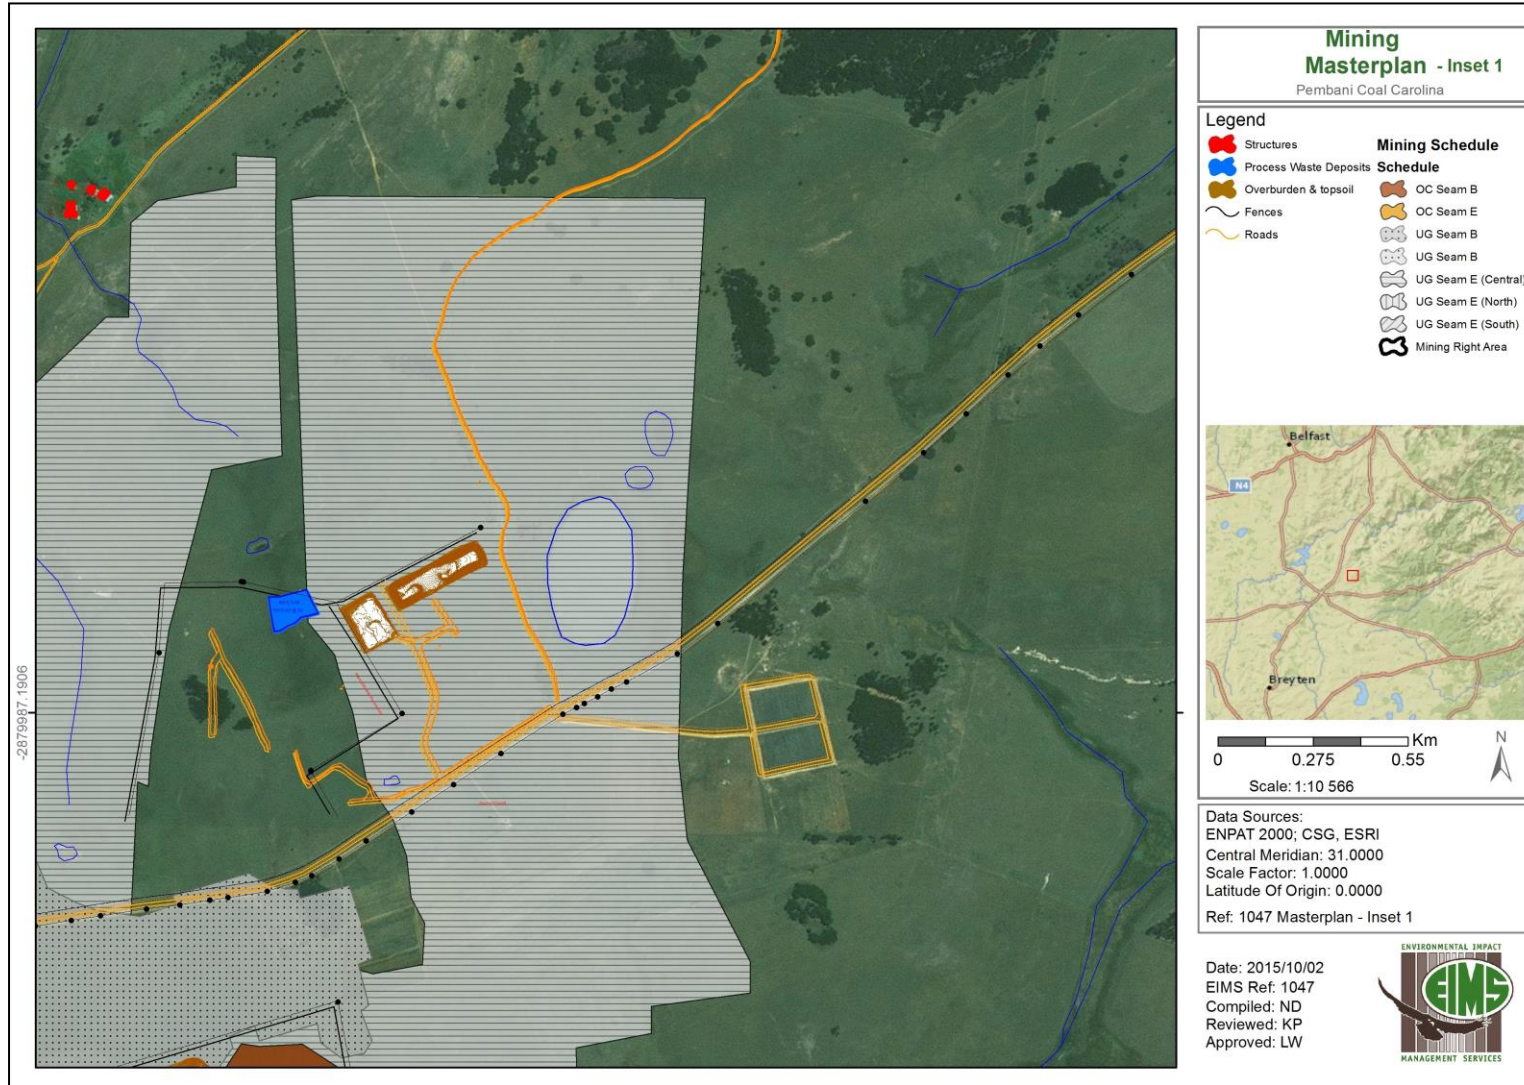 Mining
Masterplan - Inset 1
Pembani Coal Carolina
Legend
Structures
Process Waste Deposits
Overburden & topsoil
Fences
Roads
Mining Schedule
Schedule
OC Seam B
OC Seam E
UG Seam B
UG Seam B
UG Seam E (Central)
UG Seam E (North)
UG Seam E (South)
Mining Right Area
Belfast
N4
Breyten
Km
0 0.275 0.55
Scale: 1:10 566
N
Data Sources:
ENPAT 2000; CSG, ESRI
Central Meridian: 31.0000
Scale Factor: 1.0000
Latitude Of Origin: 0.0000
Ref: 1047 Masterplan - Inset 1
Date: 2015/10/02
EIMS Ref: 1047
Compiled: ND
Reviewed: KP
Approved: LW
ENVIRONMENTAL IMPACT
EIMS
MANAGEMENT SERVICES
-2879987.1906